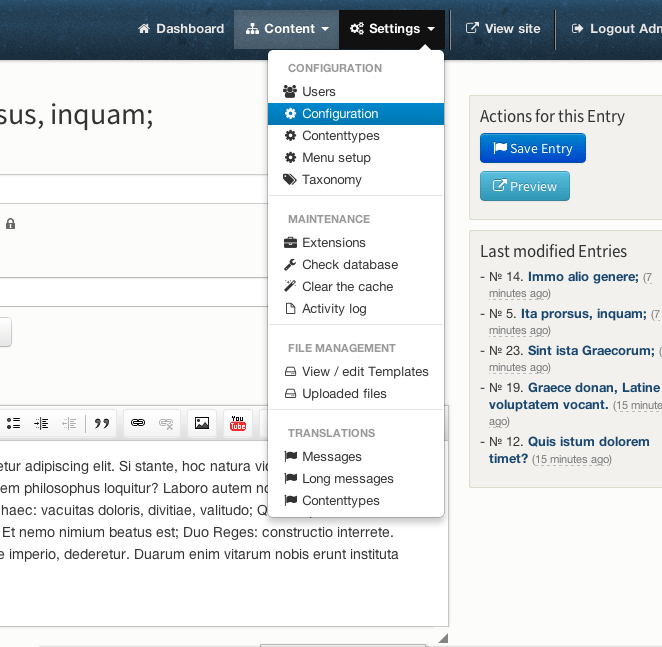 Dashboard Content Settings View site Logout
sus, inquam;
CONFIGURATION
Users
Configuration
Contenttypes
Menu setup
Taxonomy
MAINTENANCE
Extensions
Check database
Clear the cache
Activity log
FILE MANAGEMENT
View / edit Templates
Uploaded files
TRANSLATIONS
Messages
Long messages
Contenttypes
Actions for this Entry
Save Entry
Preview
Last modified Entries
- № 14. Immo alio genere; (7
minutes ago)
- № 5. Ita prorsus, inquam; (7
minutes ago)
- № 23. Sint ista Graecorum; (
minutes ago)
- № 19. Graece donan, Latine
voluptatem vocant. (15 minute
ago)
- № 12. Quis istum dolorem
timet? (15 minutes ago)
You Tube
etur adipiscing elit. Si stante, hoc natura vi
em philosophus loquitur? Laboro autem no
haec: vacuitas doloris, divitiae, valitudo; Q
Et nemo nimium beatus est; Duo Reges: constructio interrete.
e imperio, dederetur. Duarum enim vitarum nobis erunt instituta